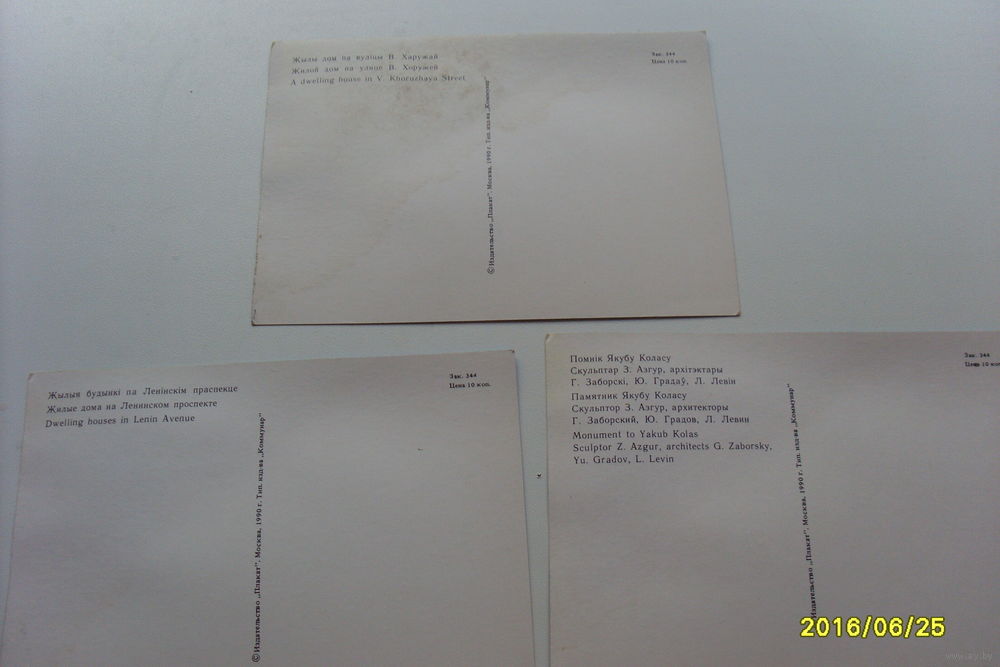 Жылы дом па вуліцы В. Харужай
Жилой дом на улице В. Хоружей
A dwelling house in V. Khoruzhaya Street
Зак. 344
Цена 10 коп.
© Издательство „Плакат". Москва, 1990 г. Тип. изд-ва „Коммунар"
Жылыя будынкі па Ленінскім праспекце
Жилые дома на Ленинском проспекте
Dwelling houses in Lenin Avenue
Зак. 344
Цена 10 коп.
© Издательство „Плакат". Москва, 1990 г. Тип. изд-ва „Коммунар"
Помнік Якубу Коласу
Скульптар З. Азгур, архітэктары
Г. Заборскі, Ю. Градаў, Л. Левін
Памятник Якубу Коласу
Скульптор З. Азгур, архитекторы
Г. Заборский, Ю. Градов, Л. Левин
Monument to Yakub Kolas
Sculptor Z. Azgur, architects G. Zaborsky,
Yu. Gradov, L. Levin
Зак. 344
Цена 10 коп.
Издательство „Плакат". Москва, 1990 г. Тип. изд-ва „Коммунар"
2016/06/25
www.ay.by